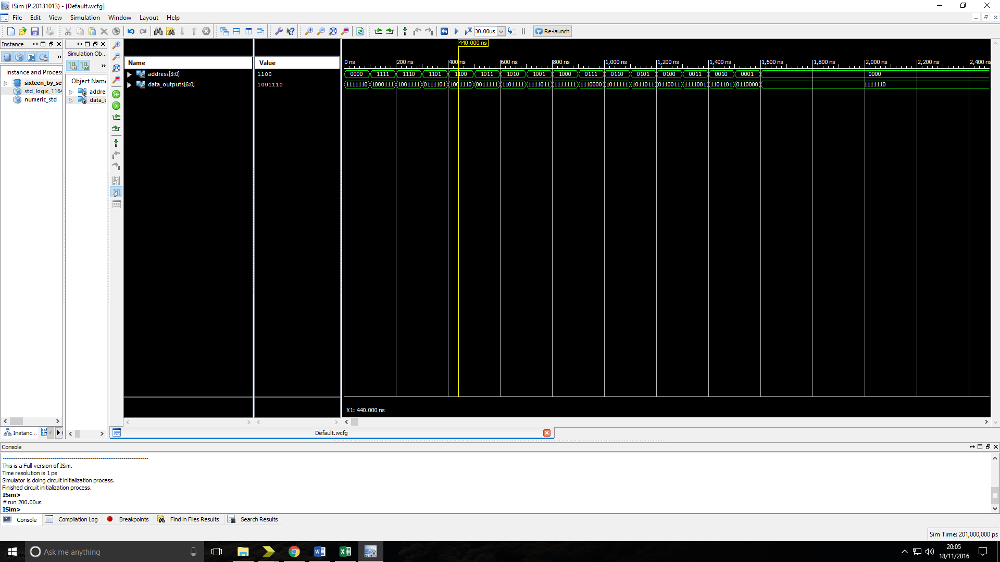 ISim (P.20131013) - [Default.wcfg]
File Edit View Simulation Window Layout Help
00.00us Re-launch
Instance... ... 440.000 ns
Simulation Ob...
Name Value 0 ns 200 ns 400 ns 600 ns 800 ns 1,000 ns 1,200 ns 1,400 ns 1,600 ns 1,800 ns 2,000 ns 2,200 ns 2,400 ns
Instance and Process
address[3:0] 1100 0000 1111 1110 1101 1100 1011 1010 1001 1000 0111 0110 0101 0100 0011 0010 0001 0000
Object Name
sixteen_by_se
data_outputs[6:0] 1001110 1111110 1000111 1001111 0111101 1001110 0011111 1101111 1111011 1111111 1110000 1011111 1011011 0110011 1111001 1101101 0110000 1111110
std_logic_1164 addres
numeric_std data_o
X1: 440.000 ns
Instanc... Default.wcfg
Console
This is a Full version of ISim.
Time resolution is 1 ps
Simulator is doing circuit initialization process.
Finished circuit initialization process.
ISim>
# run 200.00us
ISim>
Console Compilation Log Breakpoints Find in Files Results Search Results
Sim Time: 201,000,000 ps
Ask me anything
20:05
18/11/2016